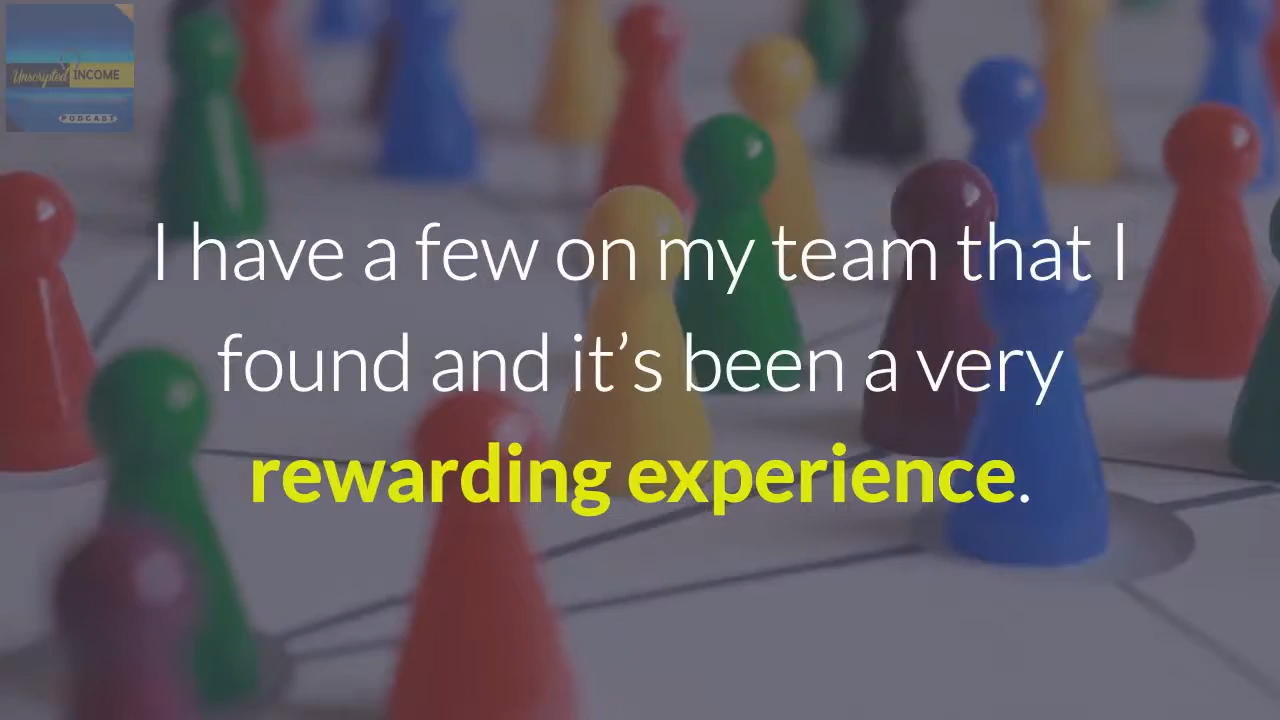 Unscripted INCOME
PODCAST
I have a few on my team that I
found and it’s been a very
rewarding experience.